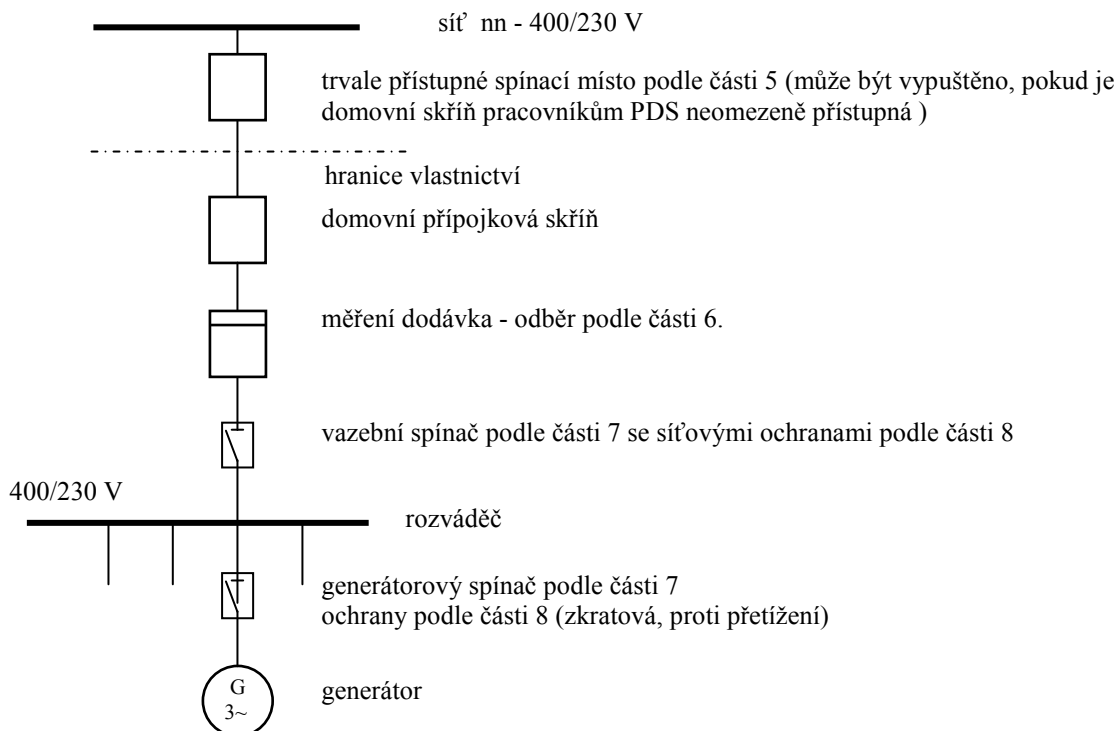 síť nn - 400/230 V
trvale přístupné spínací místo podle části 5 (může být vypuštěno, pokud je
domovní skříň pracovníkům PDS neomezeně přístupná )
hranice vlastnictví
domovní přípojková skříň
měření dodávka - odběr podle části 6.
vazební spínač podle části 7 se síťovými ochranami podle části 8
400/230 V
rozváděč
generátorový spínač podle části 7
ochrany podle části 8 (zkratová, proti přetížení)
G
3~
generátor